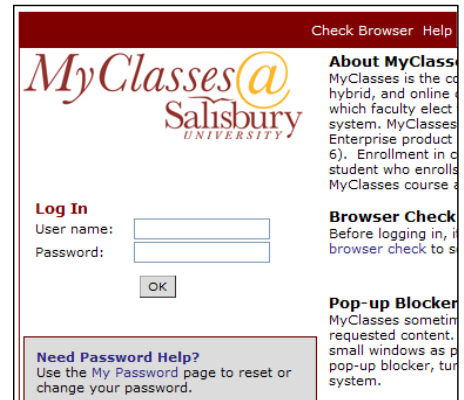 Check Browser Help
MyClasses@
Salisbury
UNIVERSITY
Log In
User name:
Password:
OK
Need Password Help?
Use the My Password page to reset or
change your password.
About MyClasse
MyClasses is the co
hybrid, and online
which faculty elect
system. MyClasses
Enterprise product
6). Enrollment in c
student who enrolls
MyClasses course a
Browser Check
Before logging in, i
browser check to s
Pop-up Blocker
MyClasses sometim
requested content.
small windows as p
pop-up blocker, tur
system.